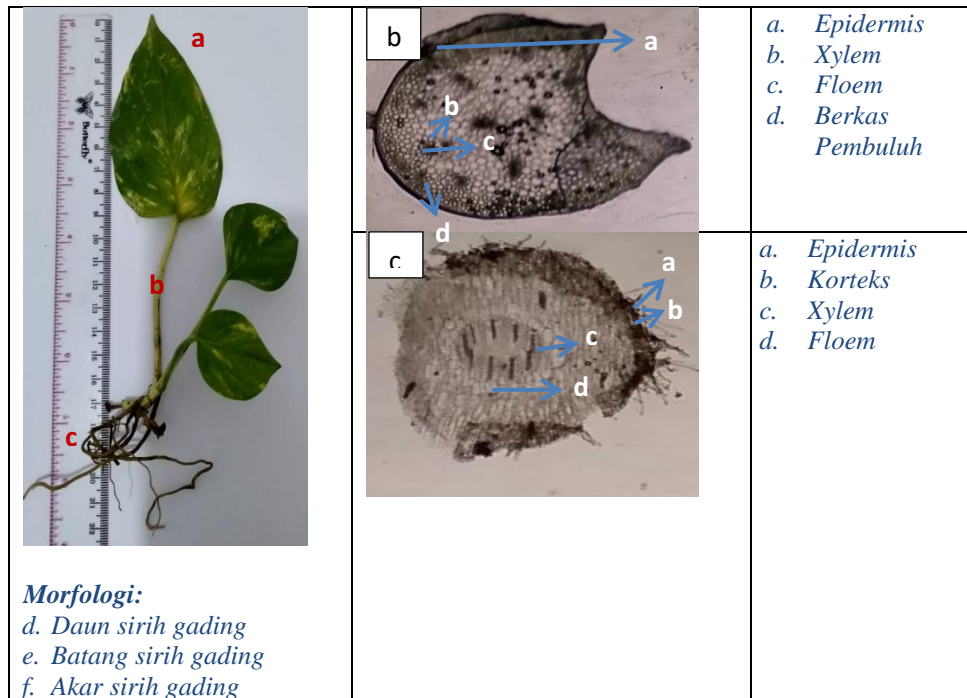 a
b
c
Butterfly
Morfologi:
d. Daun sirih gading
e. Batang sirih gading
f. Akar sirih gading
b
a
b
c
d
a. Epidermis
b. Xylem
c. Floem
d. Berkas
Pembuluh
c
a
b
c
d
a. Epidermis
b. Korteks
c. Xylem
d. Floem